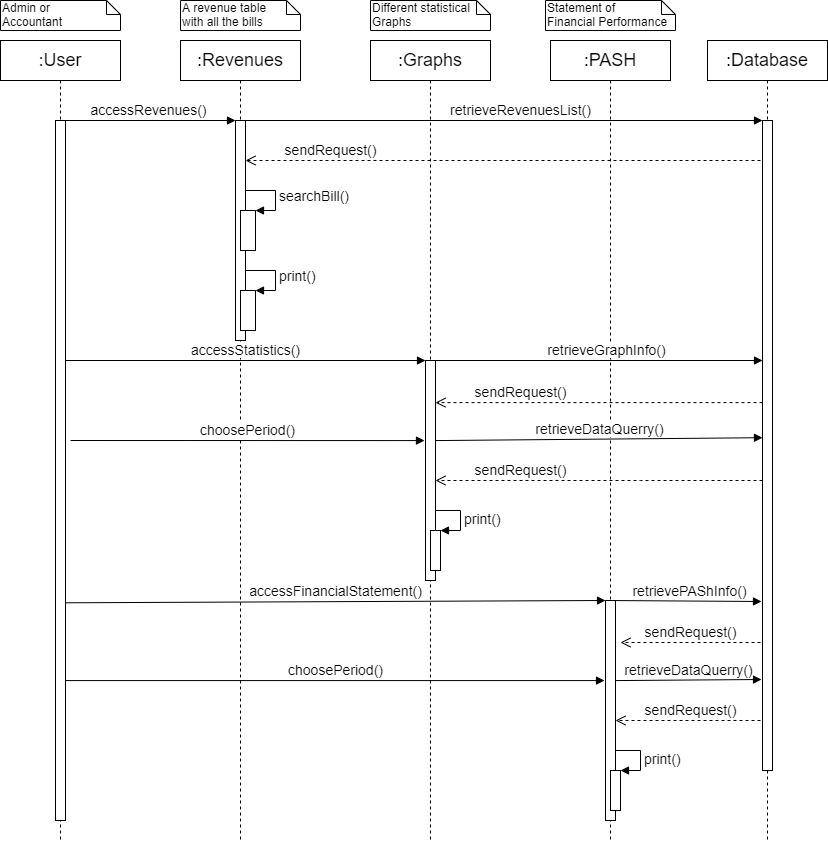 Admin or
Accountant
A revenue table
with all the bills
Different statistical
Graphs
Statement of
Financial Performance
:User
:Revenues
:Graphs
:PASH
:Database
accessRevenues()
retrieveRevenuesList()
sendRequest()
searchBill()
print()
accessStatistics()
retrieveGraphInfo()
sendRequest()
choosePeriod()
retrieveDataQuerry()
sendRequest()
print()
accessFinancialStatement()
retrievePAShInfo()
sendRequest()
choosePeriod()
retrieveDataQuerry()
sendRequest()
print()